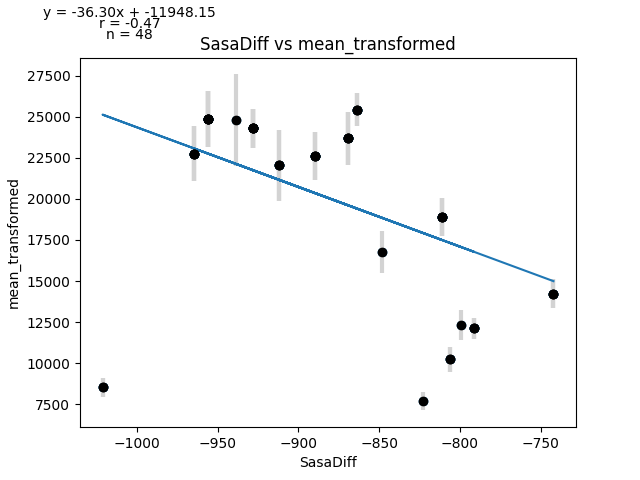 y = -36.30x + -11948.15
r = -0.47
n = 48
SasaDiff vs mean_transformed
27500
25000
22500
20000
17500
15000
12500
10000
7500
mean_transformed
−1000
−950
−900
−850
−800
−750
SasaDiff